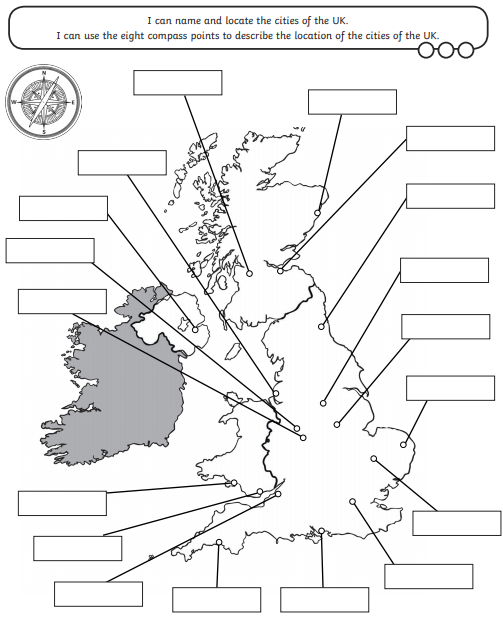 I can name and locate the cities of the UK.
I can use the eight compass points to describe the location of the cities of the UK.
N
W
E
S